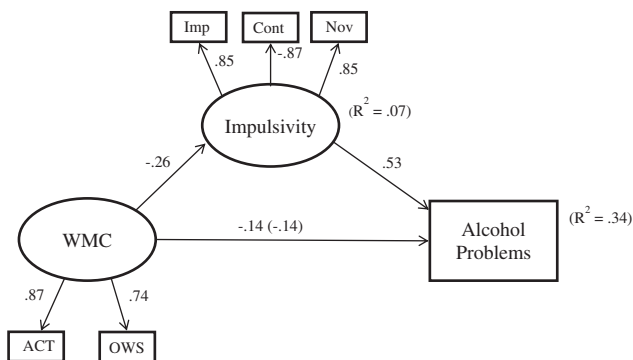 Imp Cont Nov
.85 -.87 .85
Impulsivity (R² = .07)
-.26 .53
WMC -.14 (-.14) Alcohol Problems (R² = .34)
.87 .74
ACT OWS